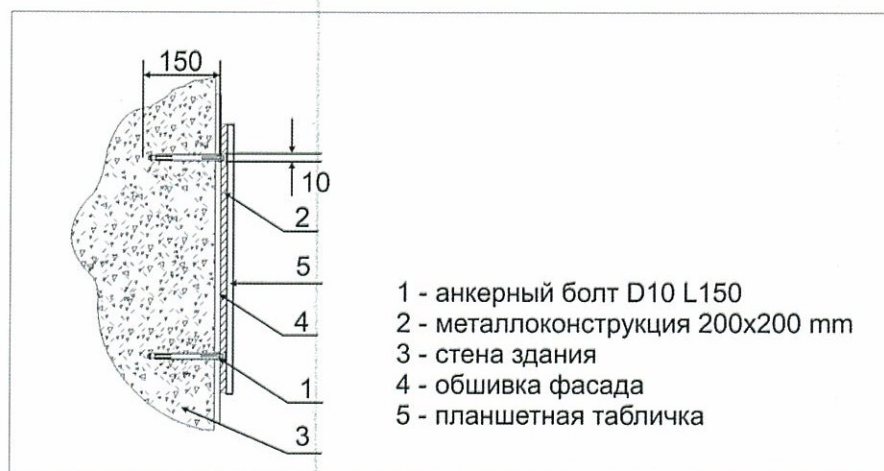 150
10
2
5
4
1
3
1 - анкерный болт D10 L150
2 - металлоконструкция 200х200 mm
3 - стена здания
4 - обшивка фасада
5 - планшетная табличка